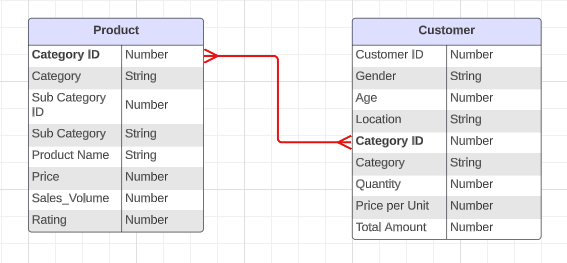 Product
Category ID Number
Category String
Sub Category
ID Number
Sub Category String
Product Name String
Price Number
Sales_Volume Number
Rating Number
Customer
Customer ID Number
Gender String
Age Number
Location String
Category ID Number
Category String
Quantity Number
Price per Unit Number
Total Amount Number